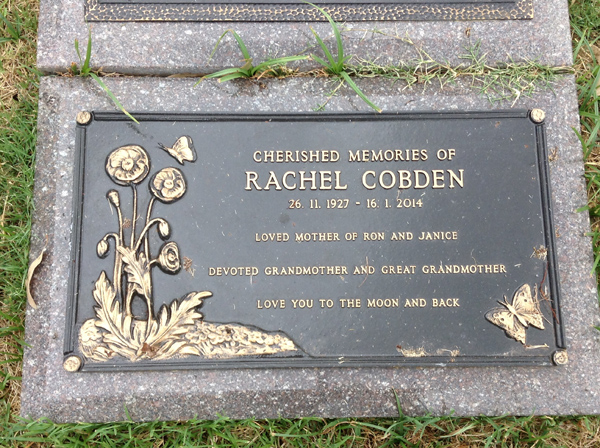 CHERISHED MEMORIES OF
RACHEL COBDEN
26. 11. 1927 - 16. 1. 2014
LOVED MOTHER OF RON AND JANICE
DEVOTED GRANDMOTHER AND GREAT GRANDMOTHER
LOVE YOU TO THE MOON AND BACK